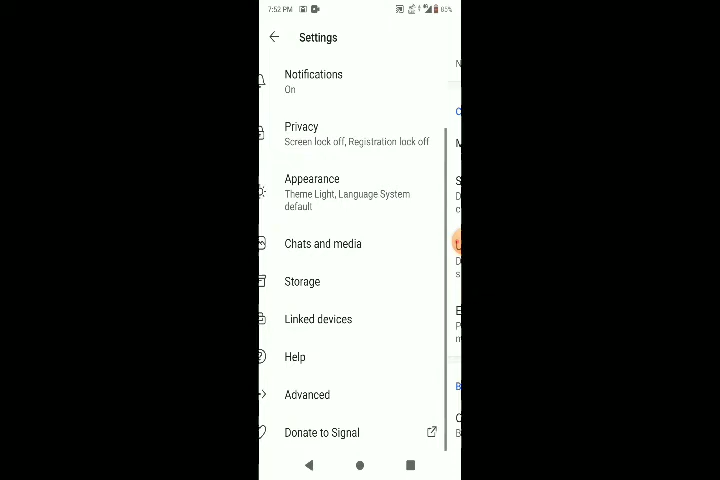 7:52 PM
86%
Settings
Notifications
On
Privacy
Screen lock off, Registration lock off
Appearance
Theme Light, Language System
default
Chats and media
Storage
Linked devices
Help
Advanced
Donate to Signal